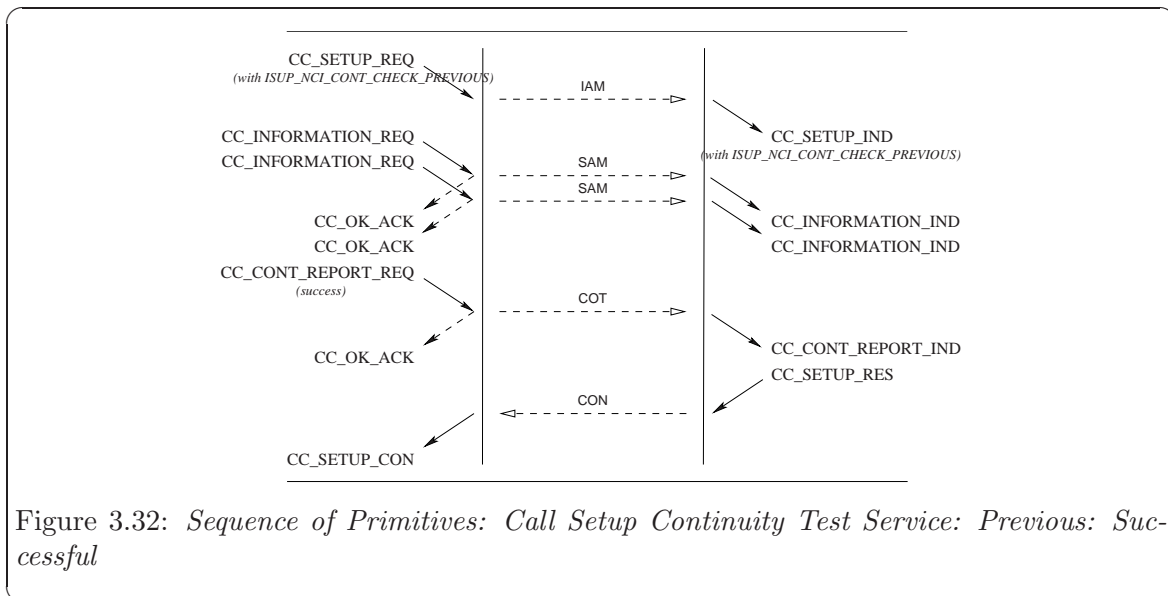 CC_SETUP_REQ
(with ISUP_NCI_CONT_CHECK_PREVIOUS)
IAM
CC_INFORMATION_REQ
CC_SETUP_IND
(with ISUP_NCI_CONT_CHECK_PREVIOUS)
CC_INFORMATION_REQ
SAM
SAM
CC_OK_ACK
CC_INFORMATION_IND
CC_OK_ACK
CC_INFORMATION_IND
CC_CONT_REPORT_REQ
(success)
COT
CC_OK_ACK
CC_CONT_REPORT_IND
CC_SETUP_RES
CON
CC_SETUP_CON
Figure 3.32: Sequence of Primitives: Call Setup Continuity Test Service: Previous: Suc-
cessful